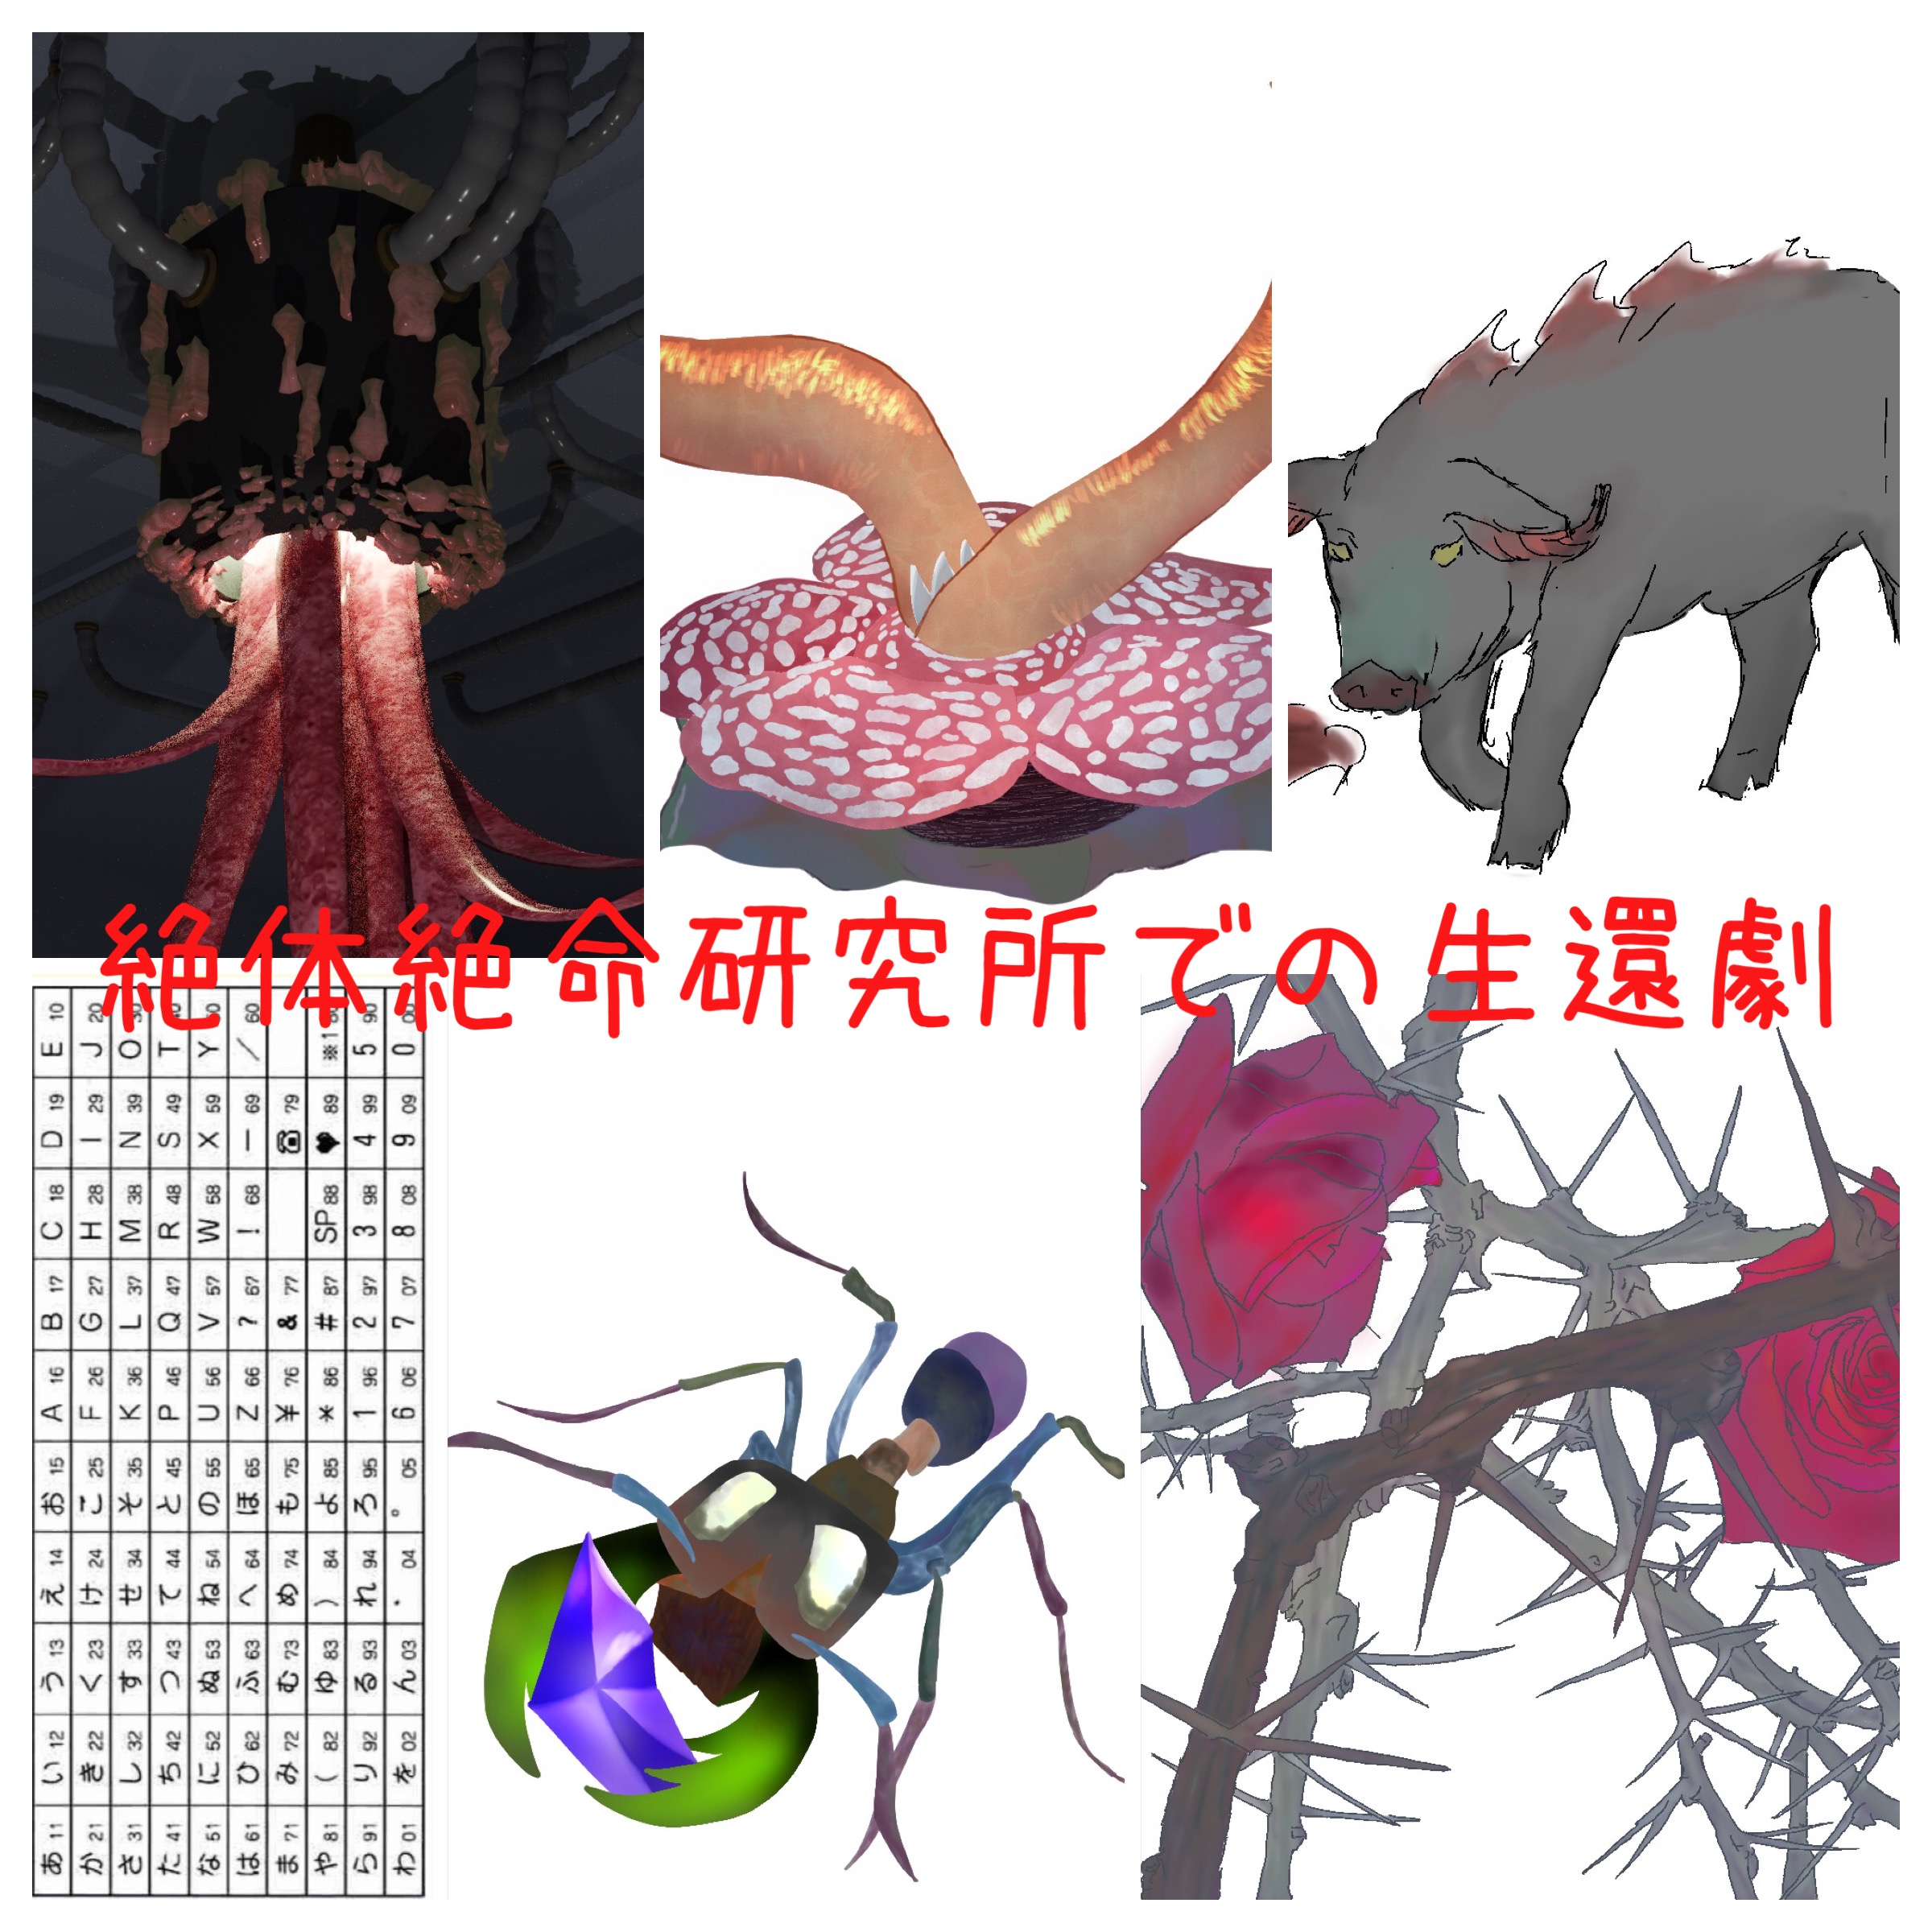 絶体絶命研究所での生還劇
あ 11 い 12 う 13 え 14 お 15 A 16 B 17 C 18 D 19 E 10
か 21 き 22 く 23 け 24 こ 25 F 26 G 27 H 28 I 29 J 20
さ 31 し 32 す 33 せ 34 そ 35 K 36 L 37 M 38 N 39 O 30
た 41 ち 42 つ 43 て 44 と 45 P 46 Q 47 R 48 S 49 T 40
な 51 に 52 ぬ 53 ね 54 の 55 U 56 V 57 W 58 X 59 Y 50
は 61 ひ 62 ふ 63 へ 64 ほ 65 Z 66 ? 67 ! 68 ー 69 / 60
ま 71 み 72 む 73 め 74 も 75 ¥ 76 & 77 ☎ 79
や 81 ( 82 ゆ 83 ) 84 よ 85 * 86 # 87 SP 88 ♥ 89 ※1 80
ら 91 り 92 る 93 れ 94 ろ 95 1 96 2 97 3 98 4 99 5 90
わ 01 を 02 ん 03 ・ 04 。 05 6 06 7 07 8 08 9 09 0 00